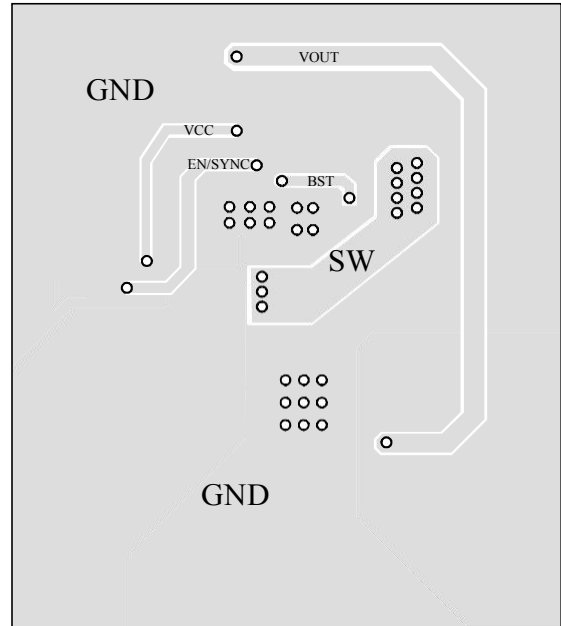 VOUT
GND
VCC
EN/SYNC
BST
SW
GND